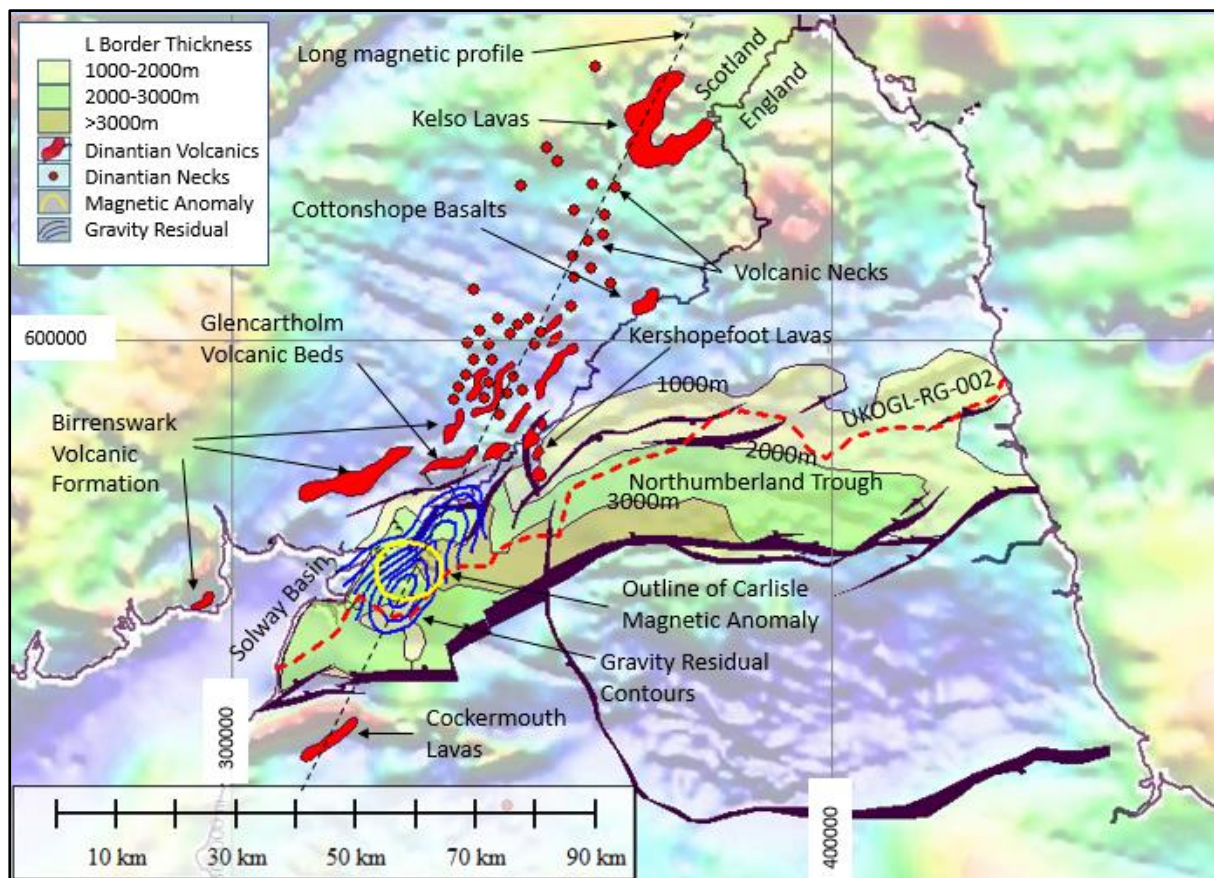 L Border Thickness
1000-2000m
2000-3000m
>3000m
Dinantian Volcanics
Dinantian Necks
Magnetic Anomaly
Gravity Residual
Long magnetic profile
Scotland
England
Kelso Lavas
Cottonshope Basalts
Volcanic Necks
Glencartholm
Volcanic Beds
Kershopefoot Lavas
600000
1000m
UKOGL-RG-002
Birrenswark
Volcanic
Formation
2000m
Northumberland Trough
3000m
Solway Basin
Outline of Carlisle
Magnetic Anomaly
Gravity Residual
Contours
Cockermouth
Lavas
300000
400000
10 km
30 km
50 km
70 km
90 km